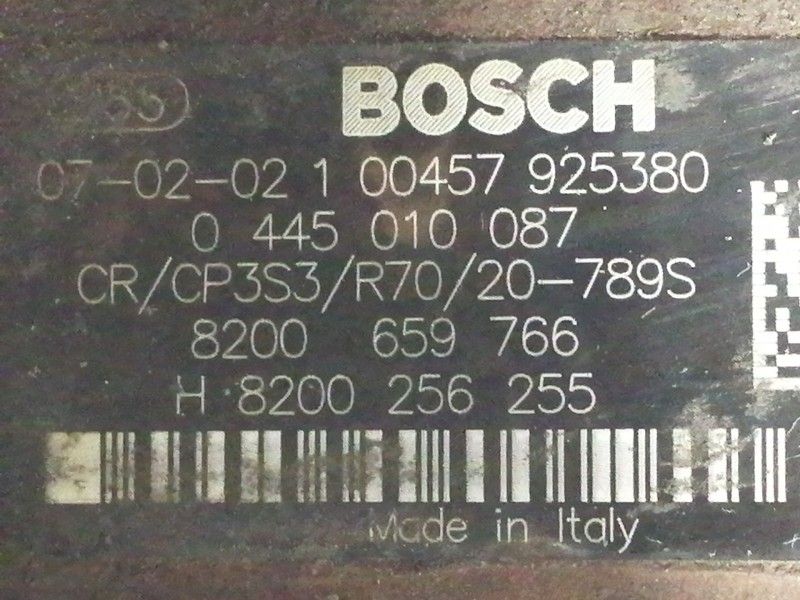 BOSCH
07-02-02 1 00457 925380
0 445 010 087
CR/CP3S3/R70/20-789S
8200 659 766
H 8200 256 255
Made in Italy